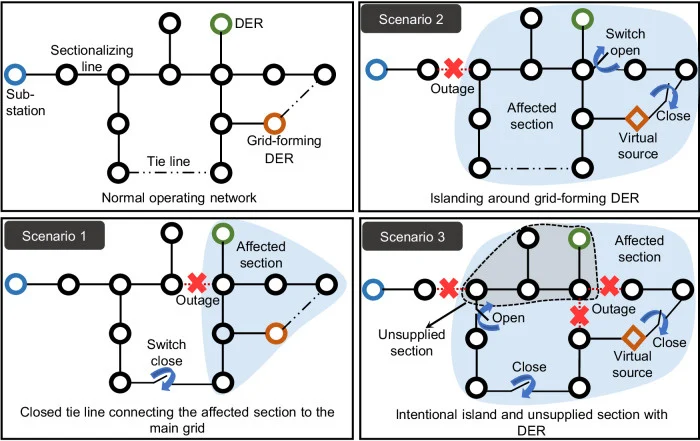 DER
Sectionalizing
line
Sub-
station
Grid-forming
DER
Tie line
Normal operating network
Scenario 2
Switch
open
Outage
Affected
section
Close
Virtual
source
Islanding around grid-forming DER
Scenario 1
Affected
section
Outage
Switch
close
Closed tie line connecting the affected section to the
main grid
Scenario 3
Affected
section
Open
Outage
Unsupplied
section
Close
Close
Virtual
source
Intentional island and unsupplied section with
DER